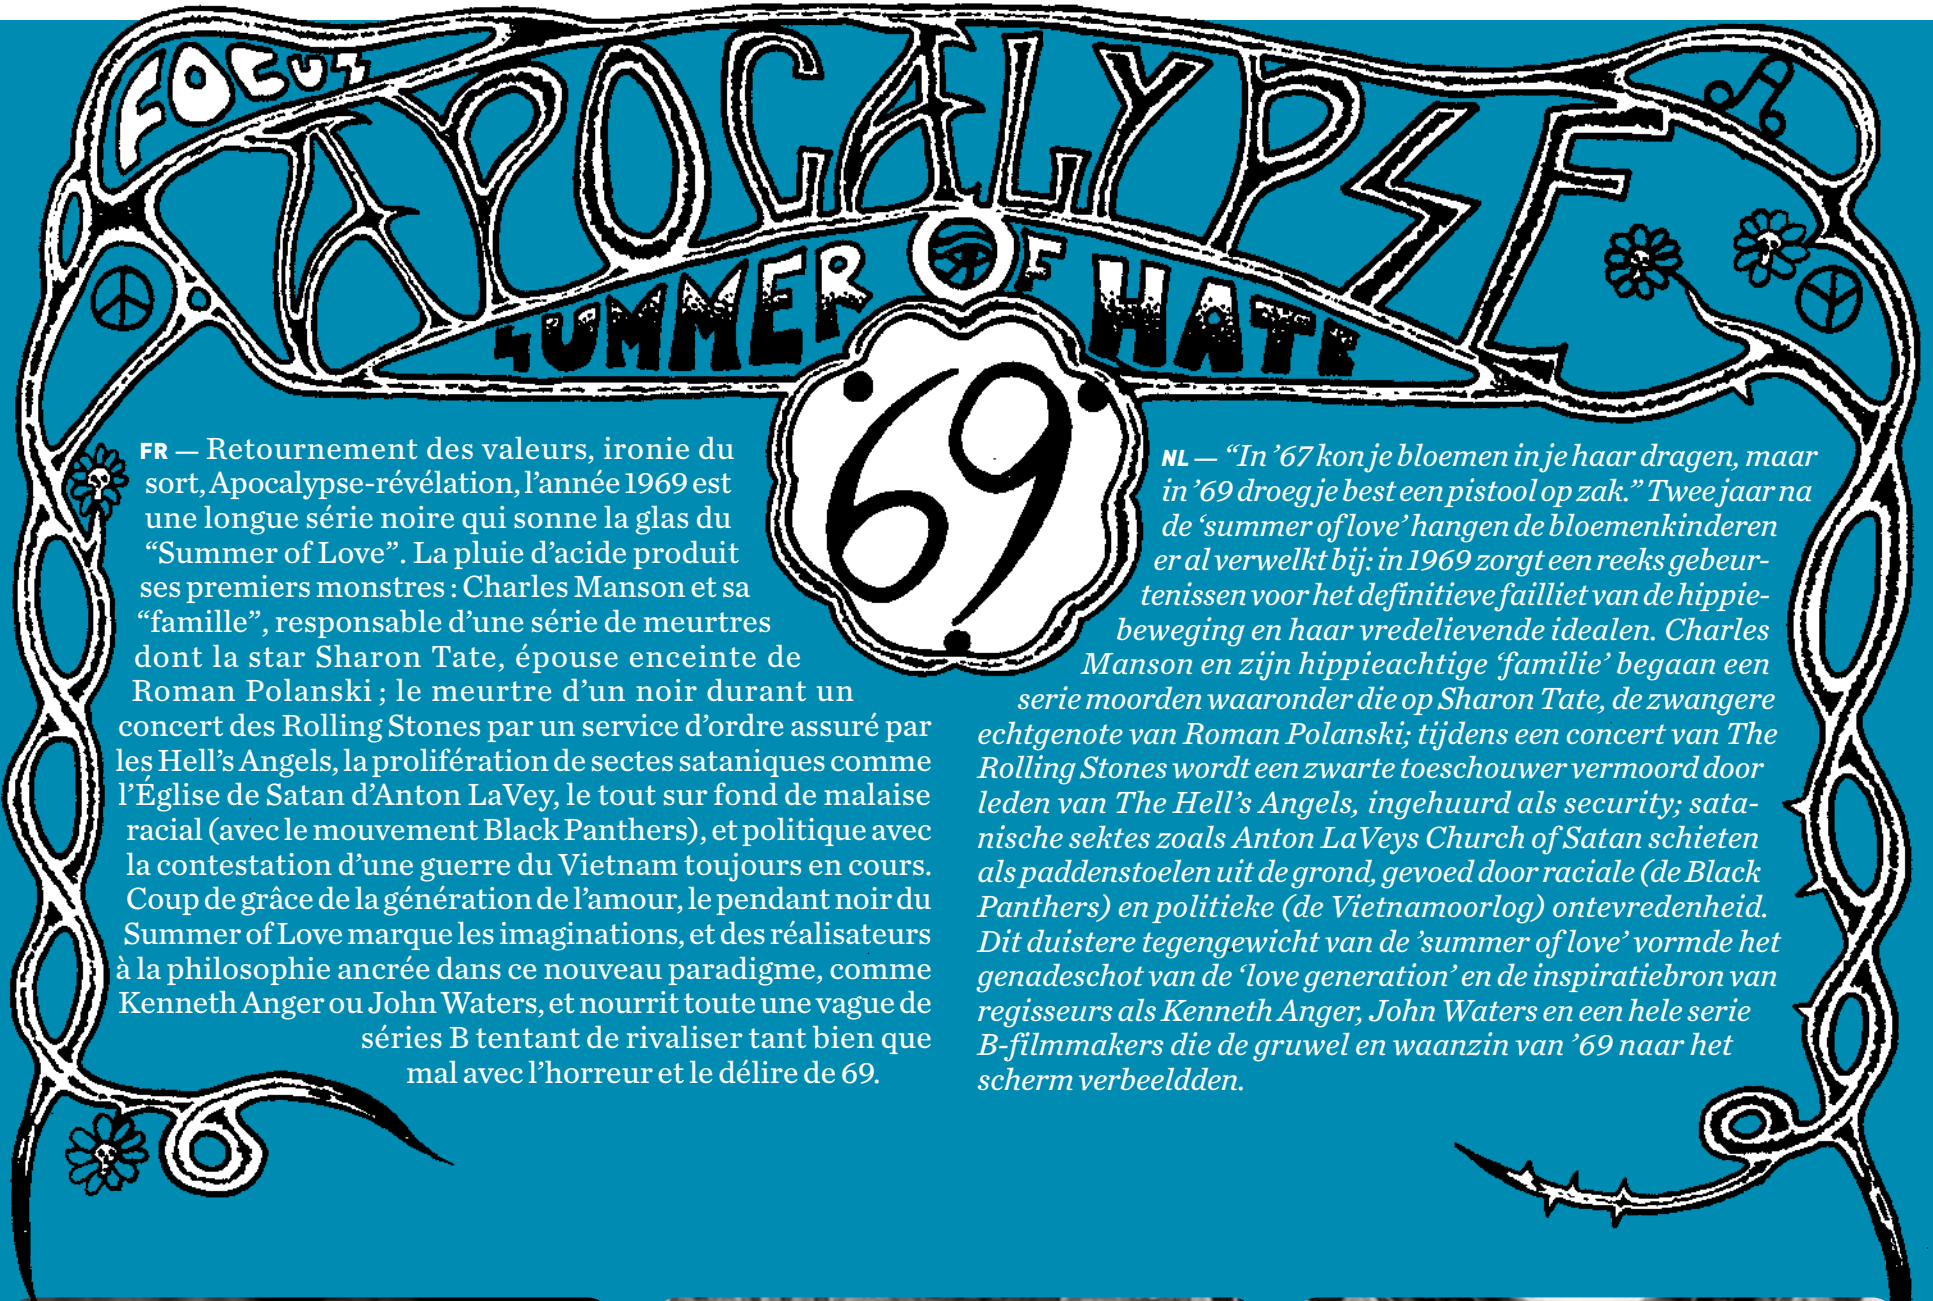 FOCUS
APOCALYPSE
SUMMER OF HATE
69
FR — Retournement des valeurs, ironie du
sort, Apocalypse-révélation, l’année 1969 est
une longue série noire qui sonne la glas du
“Summer of Love”. La pluie d’acide produit
ses premiers monstres : Charles Manson et sa
“famille”, responsable d’une série de meurtres
dont la star Sharon Tate, épouse enceinte de
Roman Polanski ; le meurtre d’un noir durant un
concert des Rolling Stones par un service d’ordre assuré par
les Hell’s Angels, la prolifération de sectes sataniques comme
l’Église de Satan d’Anton LaVey, le tout sur fond de malaise
racial (avec le mouvement Black Panthers), et politique avec
la contestation d’une guerre du Vietnam toujours en cours.
Coup de grâce de la génération de l’amour, le pendant noir du
Summer of Love marque les imaginations, et des réalisateurs
à la philosophie ancrée dans ce nouveau paradigme, comme
Kenneth Anger ou John Waters, et nourrit toute une vague de
séries B tentant de rivaliser tant bien que
mal avec l’horreur et le délire de 69.
NL — “In ’67 kon je bloemen in je haar dragen, maar
in ’69 droeg je best een pistool op zak.” Twee jaar na
de ‘summer of love’ hangen de bloemenkinderen
er al verwelkt bij: in 1969 zorgt een reeks gebeur-
tenissen voor het definitieve failliet van de hippie-
beweging en haar vredelievende idealen. Charles
Manson en zijn hippieachtige ‘familie’ begaan een
serie moorden waaronder die op Sharon Tate, de zwangere
echtgenote van Roman Polanski; tijdens een concert van The
Rolling Stones wordt een zwarte toeschouwer vermoord door
leden van The Hell’s Angels, ingehuurd als security; sata-
nische sektes zoals Anton LaVeys Church of Satan schieten
als paddenstoelen uit de grond, gevoed door raciale (de Black
Panthers) en politieke (de Vietnamoorlog) ontevredenheid.
Dit duistere tegengewicht van de ’summer of love’ vormde het
genadeschot van de ‘love generation’ en de inspiratiebron van
regisseurs als Kenneth Anger, John Waters en een hele serie
B-filmmakers die de gruwel en waanzin van ’69 naar het
scherm verbeeldden.